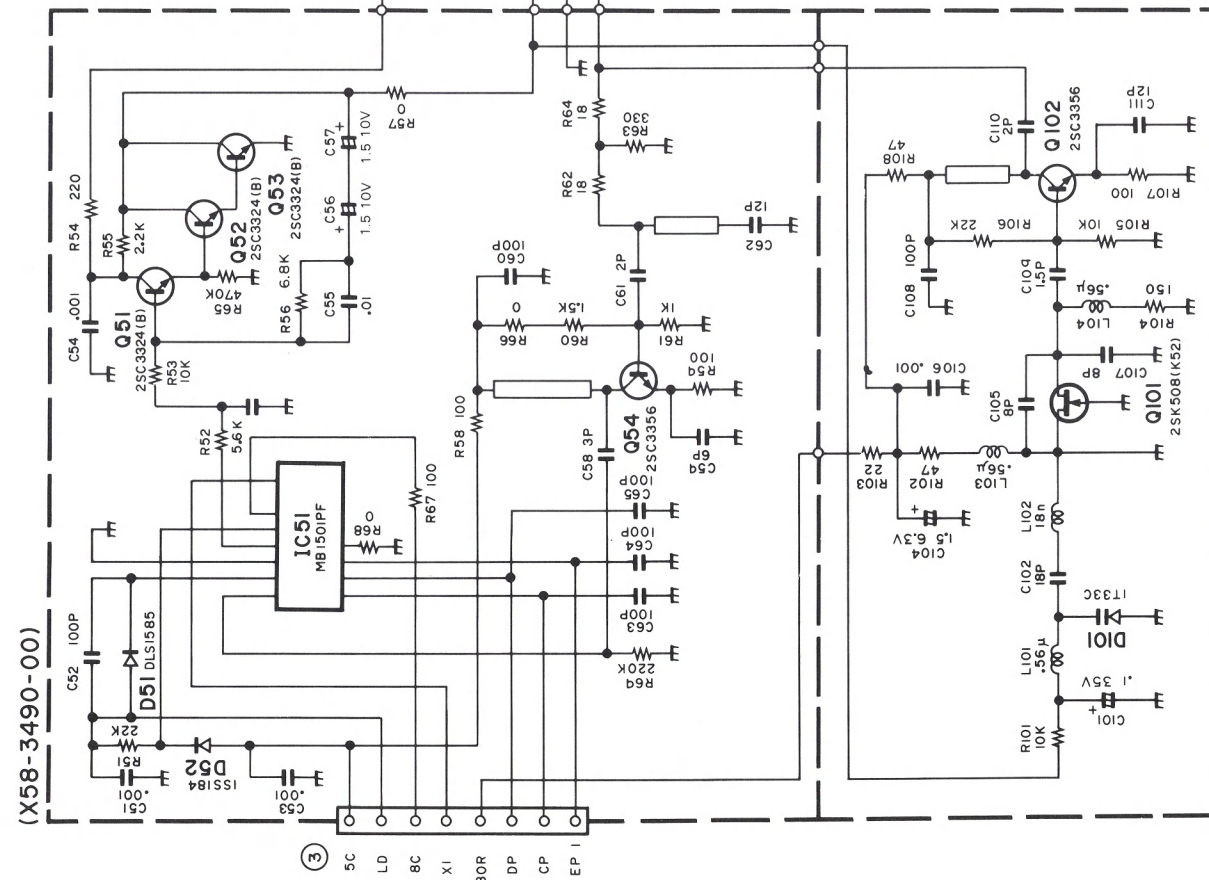 (X58-3490-00)
R54 220
R55
2.2K
C54 .001
Q51
2SC3324(B)
Q52
2SC3324(B)
Q53
2SC3324(B)
R65
470K
R56 6.8K
C55
.01
C56 +
1.5 10V
C57 +
1.5 10V
R57
0
R53
10K
R52
5.6K
IC51
MB1501PF
R67 100
R68
0
C52 100P
D51 DLS1585
R51
22K
D52
1SS184
C51
.001
C53
.001
R58 100
C60
100P
R66
0
R60
1.5K
R61
1K
C61 2P
R62
18
R63
330
R64
18
C62
12P
Q54
2SC3356
R54
100
C54
6P
C58 3P
C65
100P
C64
100P
C63
100P
R64
220K
C110
2P
Q102
2SC3356
C111
12P
R108
47
R107
100
R106
22K
R105
10K
C108 100P
C109
1.5P
L104
.56μ
R104
150
C106 .001
C105
8P
C107
8P
Q101
2SK508(K52)
R103
22
R102
47
L103
.56μ
C104
1.5 6.3V
+
L102
18n
C102
18P
D101
1T33C
L101
.56μ
C101
.1 35V
+
R101
10K
3
5C
LD
8C
X1
DP
CP
EP 1